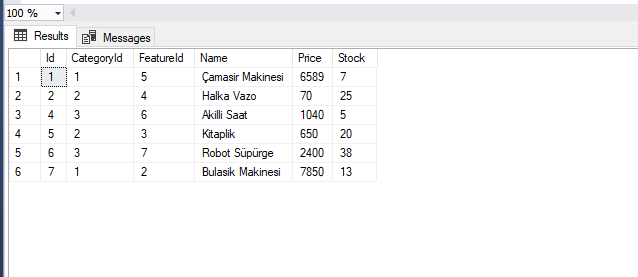 100 %
Results Messages
Id CategoryId FeatureId Name Price Stock
1 1 1 5 Çamasir Makinesi 6589 7
2 2 2 4 Halka Vazo 70 25
3 4 3 6 Akilli Saat 1040 5
4 5 2 3 Kitaplik 650 20
5 6 3 7 Robot Süpürge 2400 38
6 7 1 2 Bulasik Makinesi 7850 13